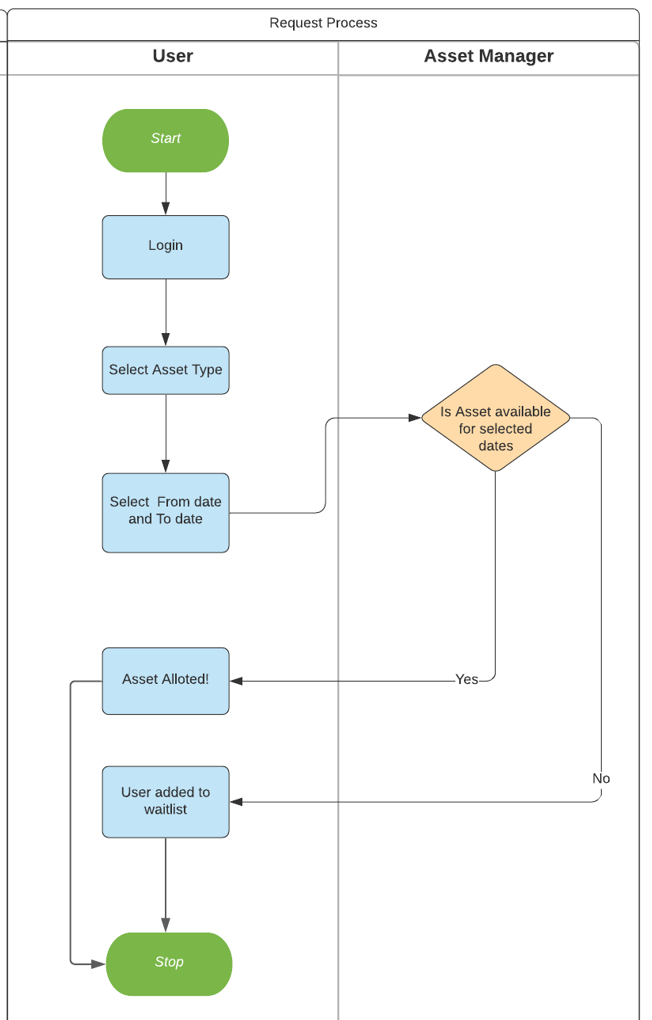 Request Process
User
Asset Manager
Start
Login
Select Asset Type
Is Asset available
for selected
dates
Select From date
and To date
Asset Alloted!
Yes
No
User added to
waitlist
Stop